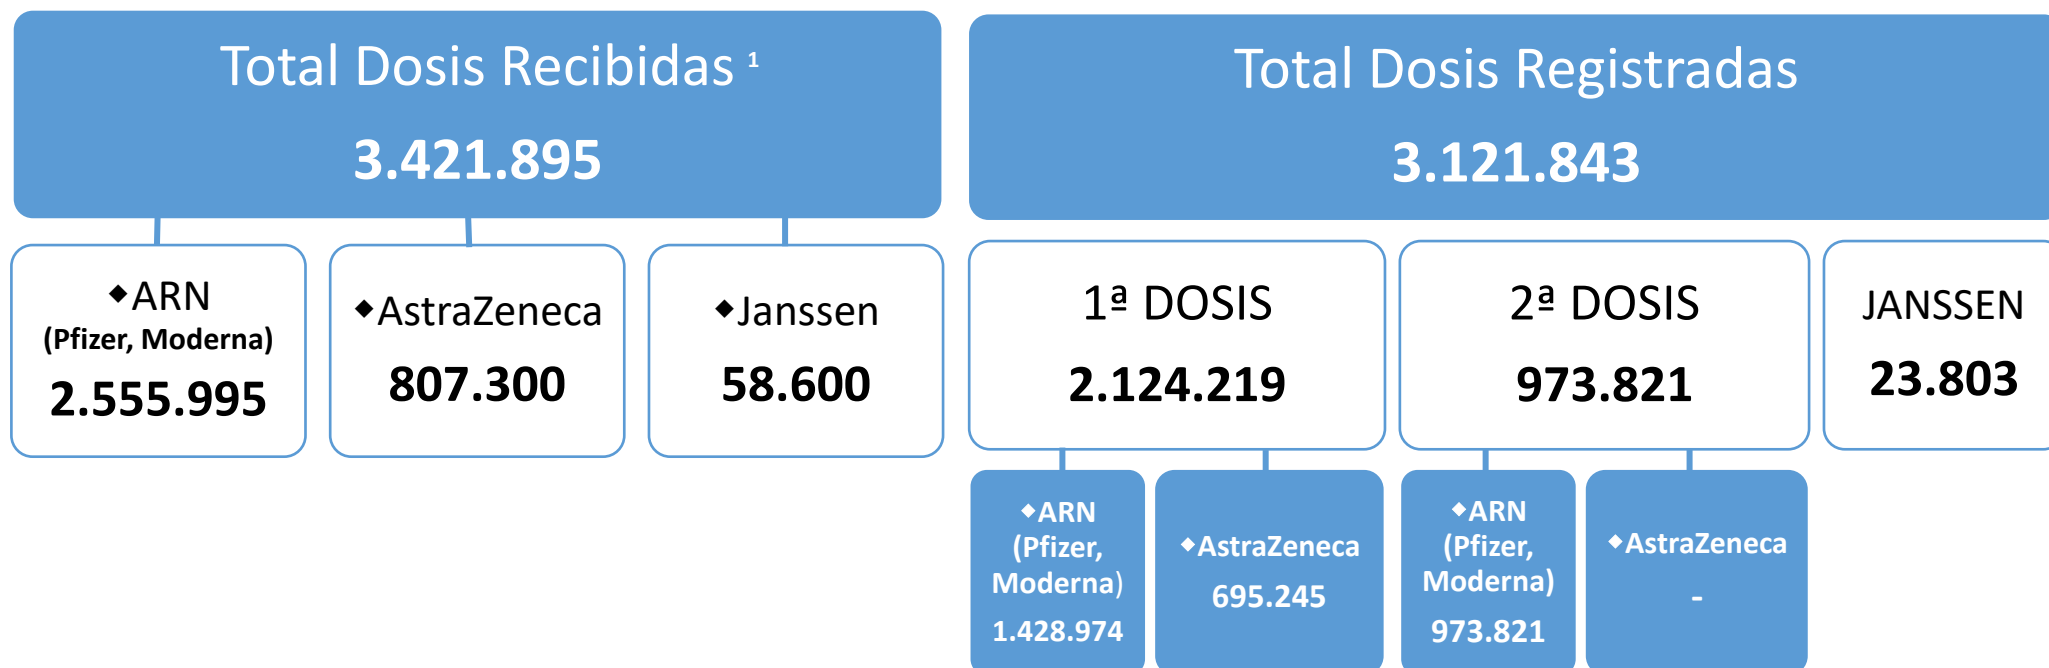 Total Dosis Recibidas ¹
3.421.895
◆ARN
(Pfizer, Moderna)
2.555.995
◆AstraZeneca
807.300
◆Janssen
58.600
Total Dosis Registradas
3.121.843
1ª DOSIS
2.124.219
2ª DOSIS
973.821
JANSSEN
23.803
◆ARN
(Pfizer,
Moderna)
1.428.974
◆AstraZeneca
695.245
◆ARN
(Pfizer,
Moderna)
973.821
◆AstraZeneca
-